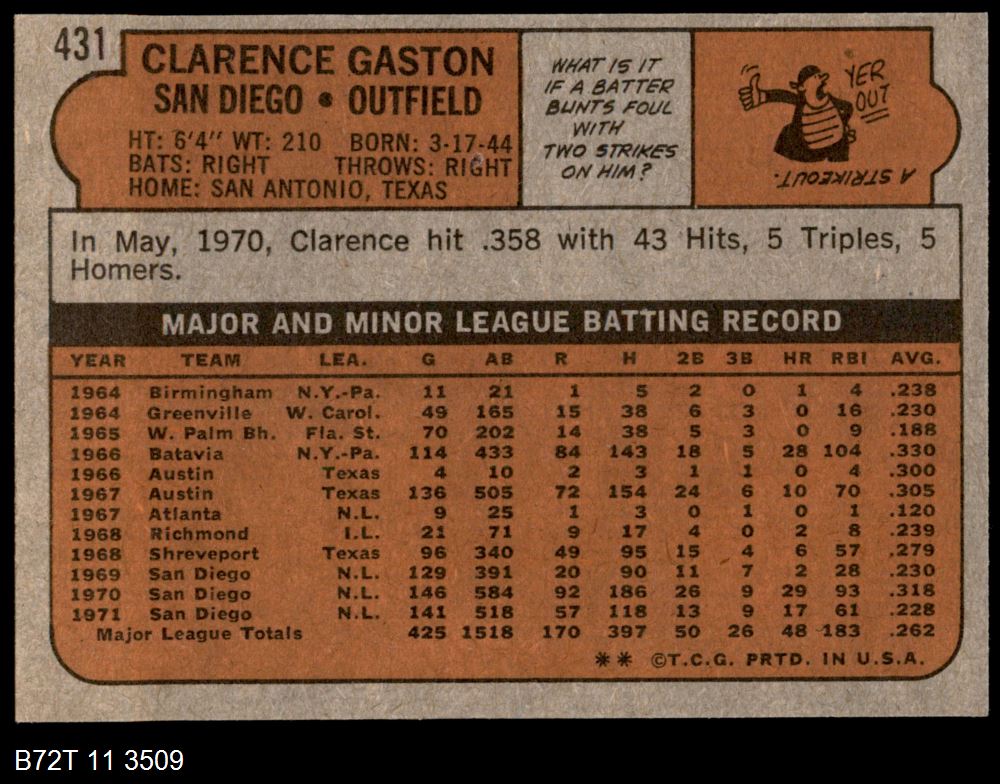 431
CLARENCE GASTON
SAN DIEGO • OUTFIELD
HT: 6'4" WT: 210 BORN: 3-17-44
BATS: RIGHT THROWS: RIGHT
HOME: SAN ANTONIO, TEXAS
WHAT IS IT
IF A BATTER
BUNTS FOUL
WITH
TWO STRIKES
ON HIM?
YER
OUT
A STRIKEOUT.
In May, 1970, Clarence hit .358 with 43 Hits, 5 Triples, 5
Homers.
MAJOR AND MINOR LEAGUE BATTING RECORD
YEAR TEAM LEA. G AB R H 2B 3B HR RBI AVG.
1964 Birmingham N.Y.-Pa. 11 21 1 5 2 0 1 4 .238
1964 Greenville W. Carol. 49 165 15 38 6 3 0 16 .230
1965 W. Palm Bh. Fla. St. 70 202 14 38 5 3 0 9 .188
1966 Batavia N.Y.-Pa. 114 433 84 143 18 5 28 104 .330
1966 Austin Texas 4 10 2 3 1 1 0 4 .300
1967 Austin Texas 136 505 72 154 24 6 10 70 .305
1967 Atlanta N.L. 9 25 1 3 0 1 0 1 .120
1968 Richmond I.L. 21 71 9 17 4 0 2 8 .239
1968 Shreveport Texas 96 340 49 95 15 4 6 57 .279
1969 San Diego N.L. 129 391 20 90 11 7 2 28 .230
1970 San Diego N.L. 146 584 92 186 26 9 29 93 .318
1971 San Diego N.L. 141 518 57 118 13 9 17 61 .228
Major League Totals 425 1518 170 397 50 26 48 183 .262
** ©T.C.G. PRTD. IN U.S.A.
B72T 11 3509